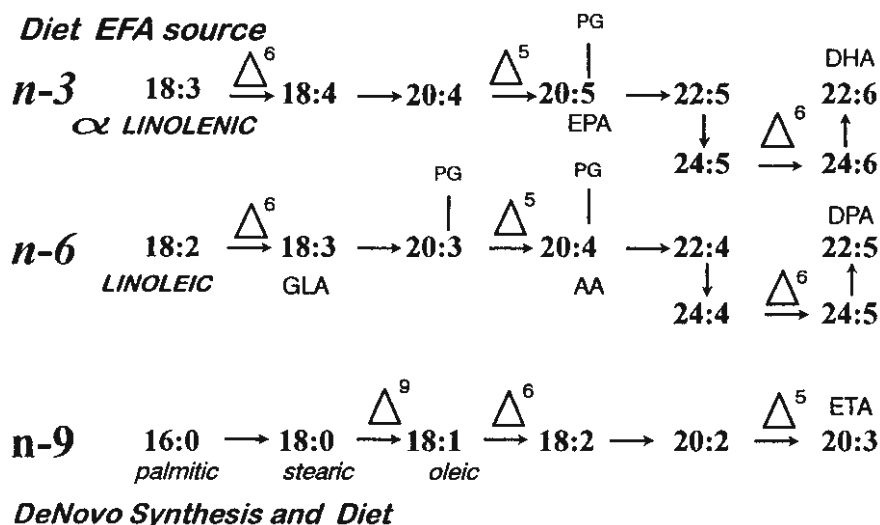 Diet EFA source
PG
Δ6 Δ5 DHA
n-3 18:3 → 18:4 → 20:4 → 20:5 → 22:5 22:6
α LINOLENIC EPA ↓ Δ6 ↑
24:5 → 24:6
PG PG
Δ6 Δ5 DPA
n-6 18:2 → 18:3 → 20:3 → 20:4 → 22:4 22:5
LINOLEIC GLA AA ↓ Δ6 ↑
24:4 → 24:5
Δ9 Δ6 Δ5 ETA
n-9 16:0 → 18:0 → 18:1 → 18:2 → 20:2 → 20:3
palmitic stearic oleic
DeNovo Synthesis and Diet